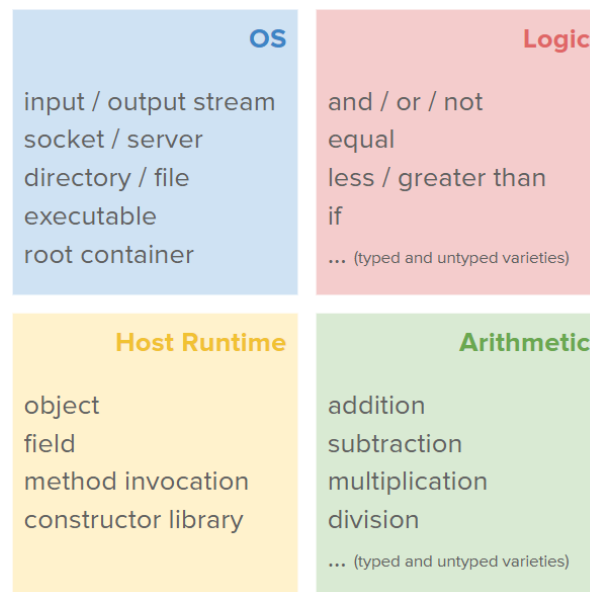 OS
input / output stream
socket / server
directory / file
executable
root container
Logic
and / or / not
equal
less / greater than
if
... (typed and untyped varieties)
Host Runtime
object
field
method invocation
constructor library
Arithmetic
addition
subtraction
multiplication
division
... (typed and untyped varieties)